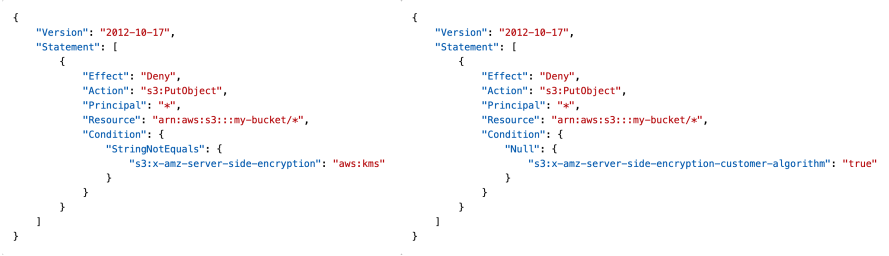 {
"Version": "2012-10-17",
"Statement": [
{
"Effect": "Deny",
"Action": "s3:PutObject",
"Principal": "*",
"Resource": "arn:aws:s3:::my-bucket/*",
"Condition": {
"StringNotEquals": {
"s3:x-amz-server-side-encryption": "aws:kms"
}
}
}
]
}
{
"Version": "2012-10-17",
"Statement": [
{
"Effect": "Deny",
"Action": "s3:PutObject",
"Principal": "*",
"Resource": "arn:aws:s3:::my-bucket/*",
"Condition": {
"Null": {
"s3:x-amz-server-side-encryption-customer-algorithm": "true"
}
}
}
]
}